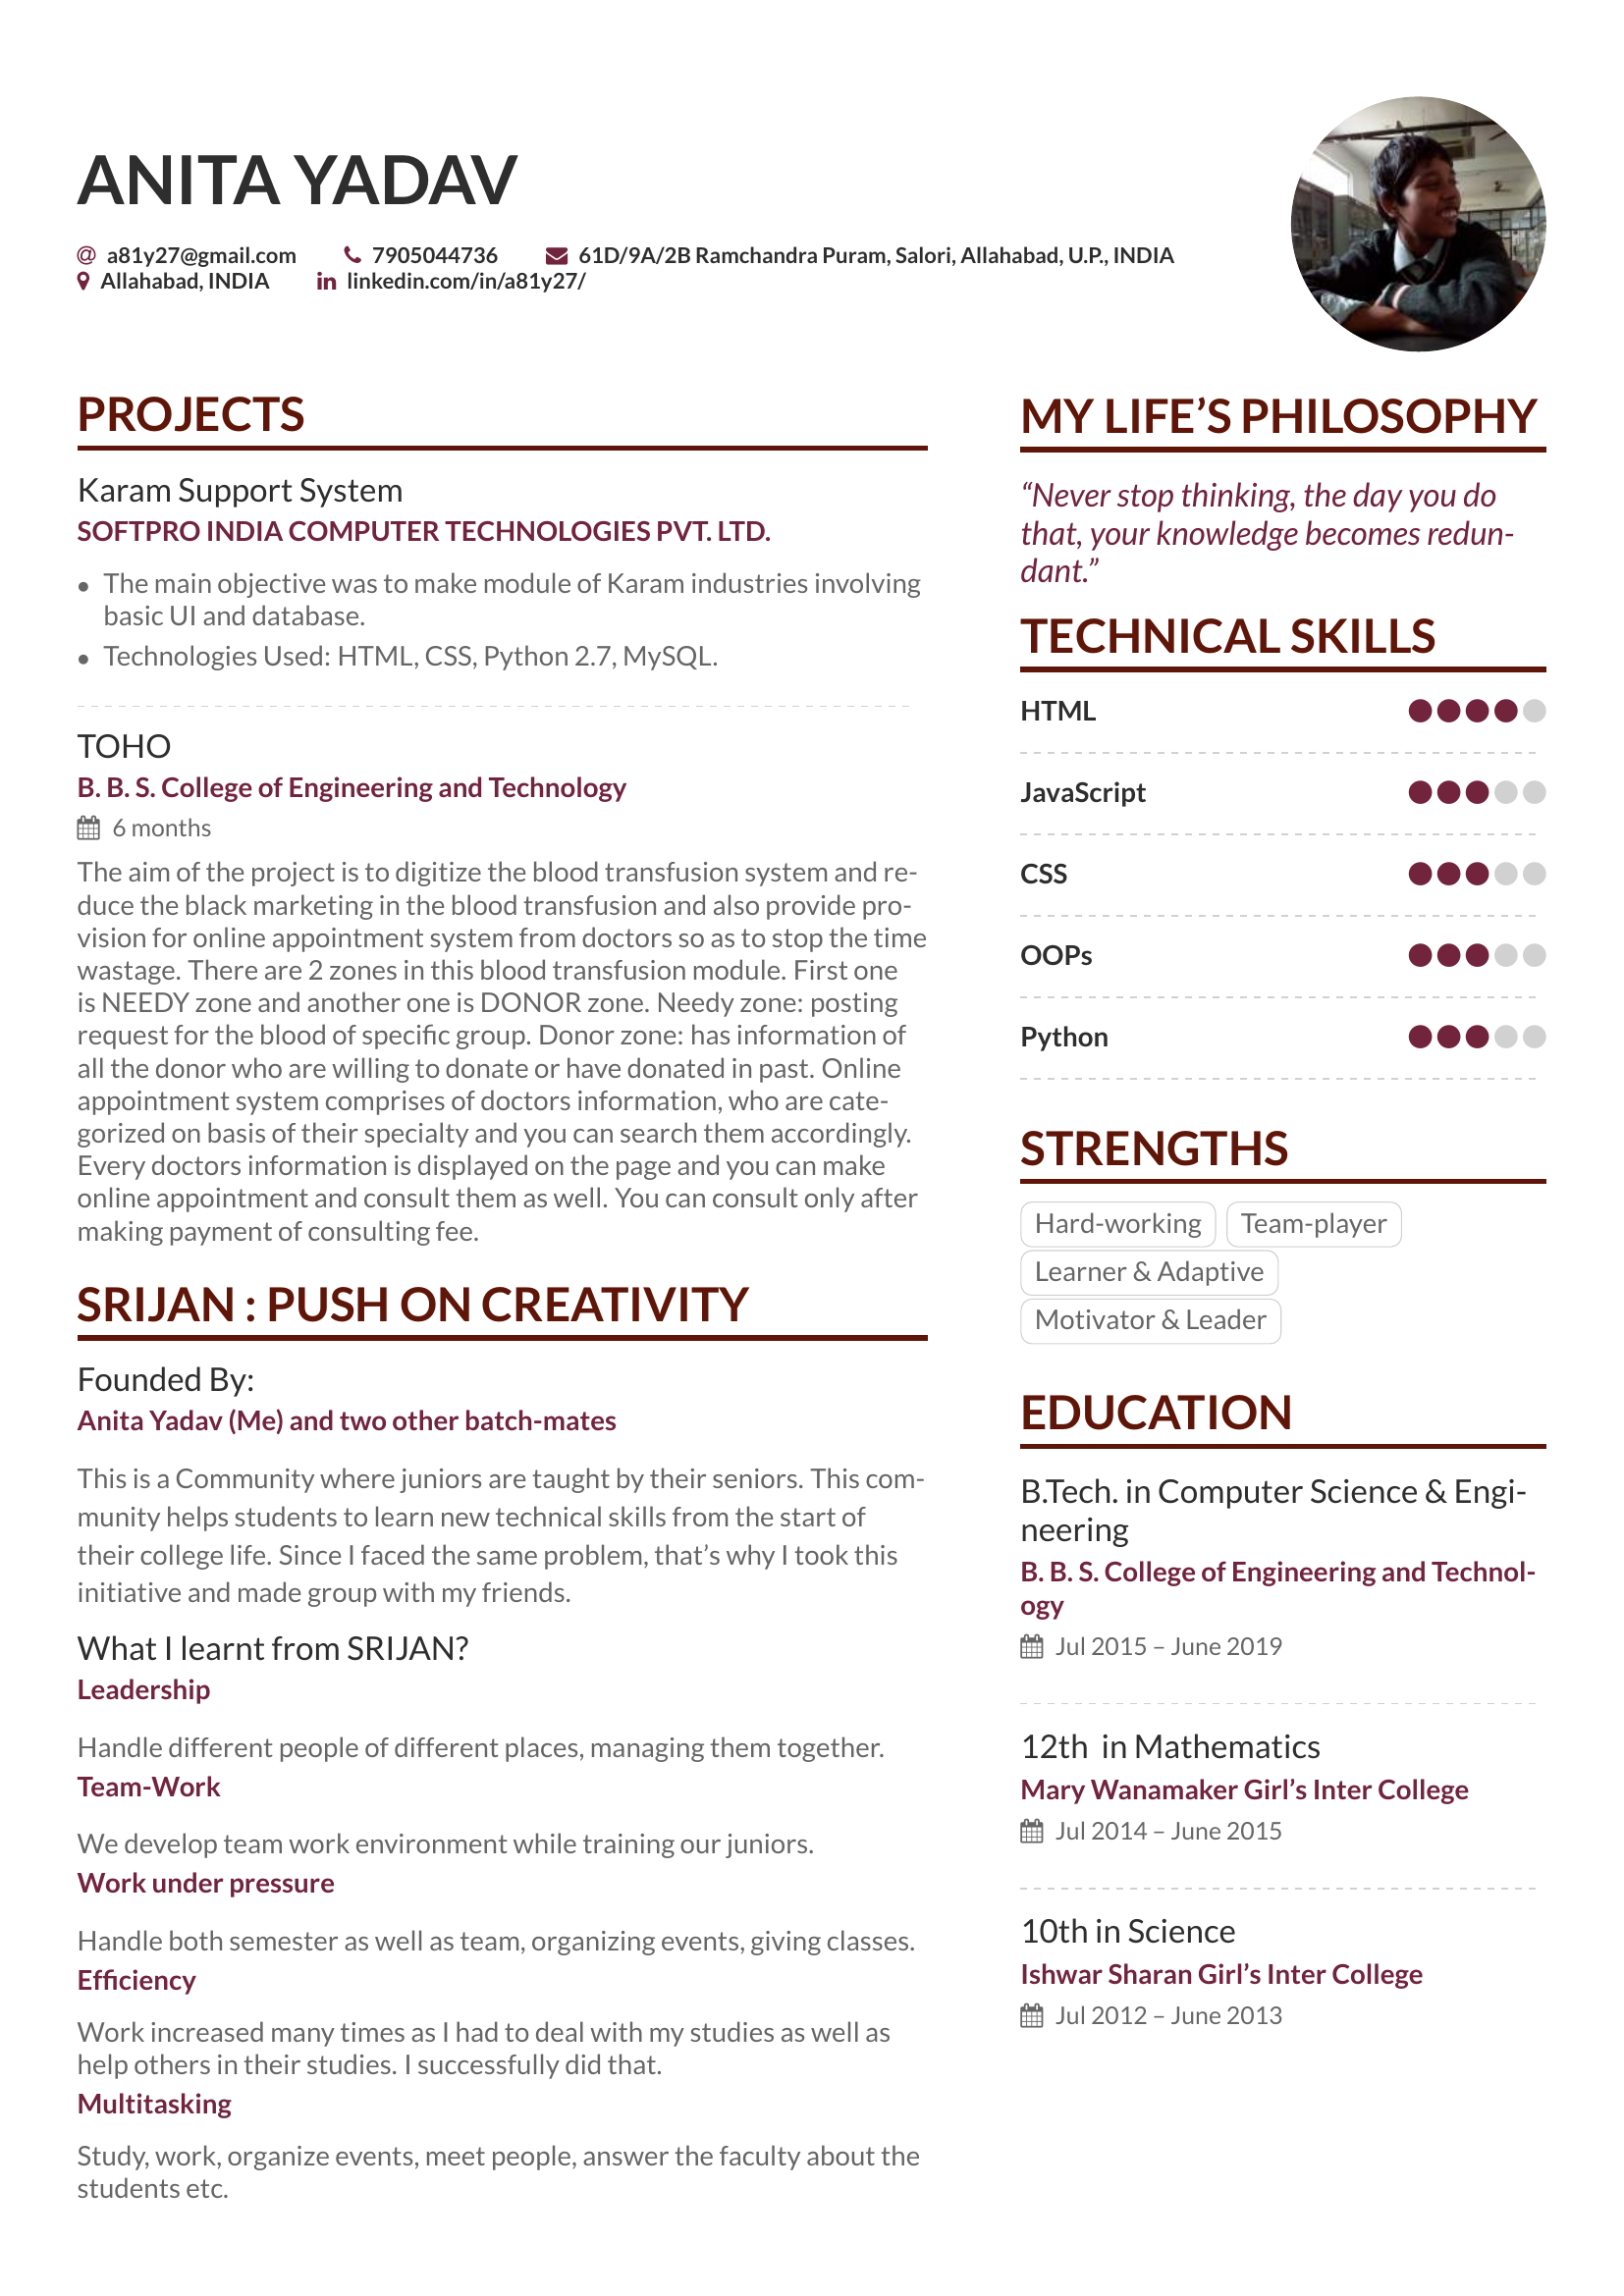 ANITA YADAV
a81y27@gmail.com 7905044736 61D/9A/2B Ramchandra Puram, Salori, Allahabad, U.P., INDIA
Allahabad, INDIA linkedin.com/in/a81y27/
PROJECTS
Karam Support System
SOFTPRO INDIA COMPUTER TECHNOLOGIES PVT. LTD.
• The main objective was to make module of Karam industries involving
basic UI and database.
• Technologies Used: HTML, CSS, Python 2.7, MySQL.
TOHO
B. B. S. College of Engineering and Technology
6 months
The aim of the project is to digitize the blood transfusion system and re-
duce the black marketing in the blood transfusion and also provide pro-
vision for online appointment system from doctors so as to stop the time
wastage. There are 2 zones in this blood transfusion module. First one
is NEEDY zone and another one is DONOR zone. Needy zone: posting
request for the blood of specific group. Donor zone: has information of
all the donor who are willing to donate or have donated in past. Online
appointment system comprises of doctors information, who are cate-
gorized on basis of their specialty and you can search them accordingly.
Every doctors information is displayed on the page and you can make
online appointment and consult them as well. You can consult only after
making payment of consulting fee.
SRIJAN : PUSH ON CREATIVITY
Founded By:
Anita Yadav (Me) and two other batch-mates
This is a Community where juniors are taught by their seniors. This com-
munity helps students to learn new technical skills from the start of
their college life. Since I faced the same problem, that's why I took this
initiative and made group with my friends.
What I learnt from SRIJAN?
Leadership
Handle different people of different places, managing them together.
Team-Work
We develop team work environment while training our juniors.
Work under pressure
Handle both semester as well as team, organizing events, giving classes.
Efficiency
Work increased many times as I had to deal with my studies as well as
help others in their studies. I successfully did that.
Multitasking
Study, work, organize events, meet people, answer the faculty about the
students etc.
MY LIFE'S PHILOSOPHY
“Never stop thinking, the day you do
that, your knowledge becomes redun-
dant.”
TECHNICAL SKILLS
HTML
JavaScript
CSS
OOPs
Python
STRENGTHS
Hard-working Team-player
Learner & Adaptive
Motivator & Leader
EDUCATION
B.Tech. in Computer Science & Engi-
neering
B. B. S. College of Engineering and Technol-
ogy
Jul 2015 – June 2019
12th in Mathematics
Mary Wanamaker Girl's Inter College
Jul 2014 – June 2015
10th in Science
Ishwar Sharan Girl's Inter College
Jul 2012 – June 2013